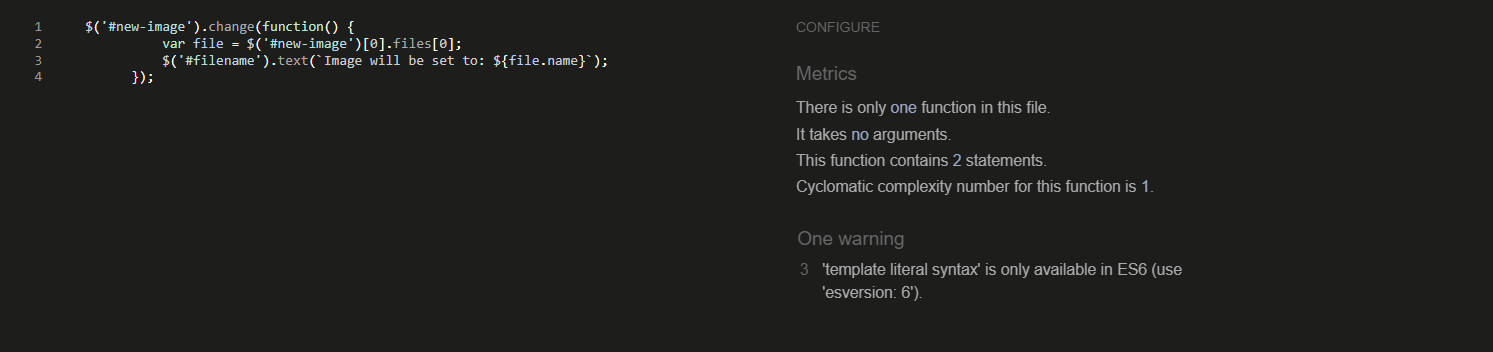 1 $('#new-image').change(function() {
2 var file = $('#new-image')[0].files[0];
3 $('#filename').text(`Image will be set to: ${file.name}`);
4 });
CONFIGURE
Metrics
There is only one function in this file.
It takes no arguments.
This function contains 2 statements.
Cyclomatic complexity number for this function is 1.
One warning
3 'template literal syntax' is only available in ES6 (use
'esversion: 6').